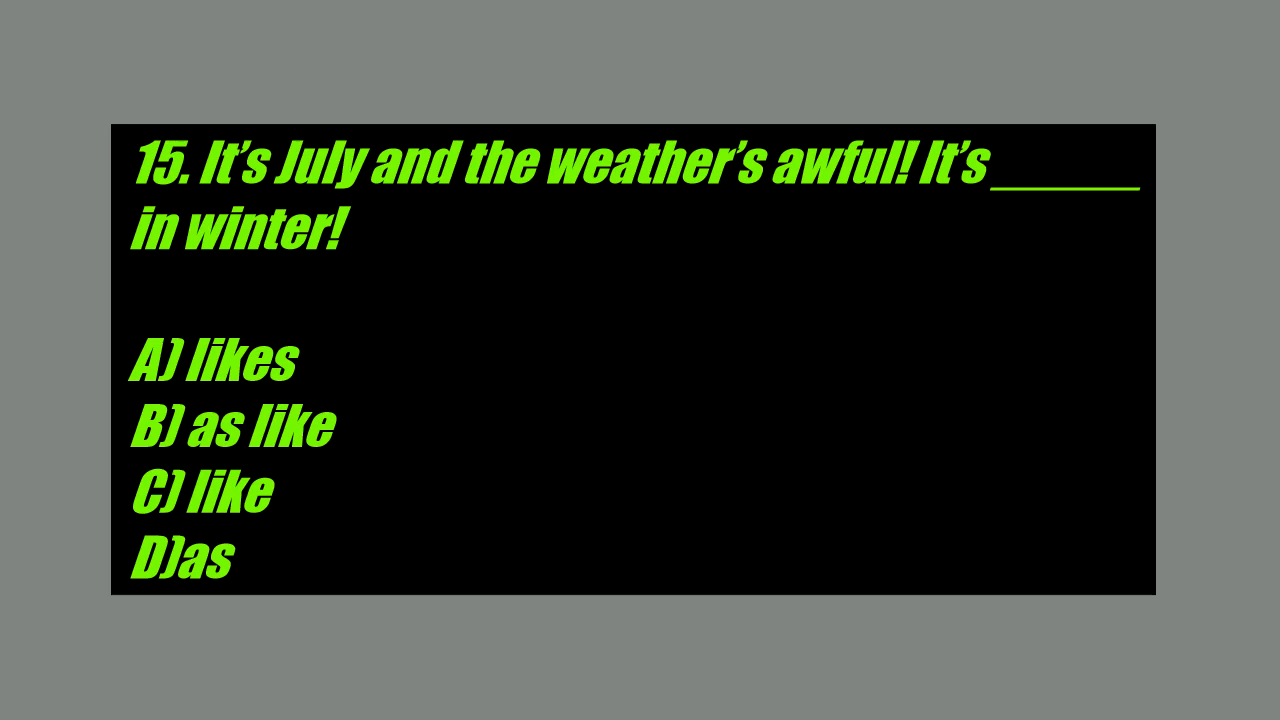 15. It’s July and the weather’s awful! It’s ______
in winter!
A) likes
B) as like
C) like
D)as